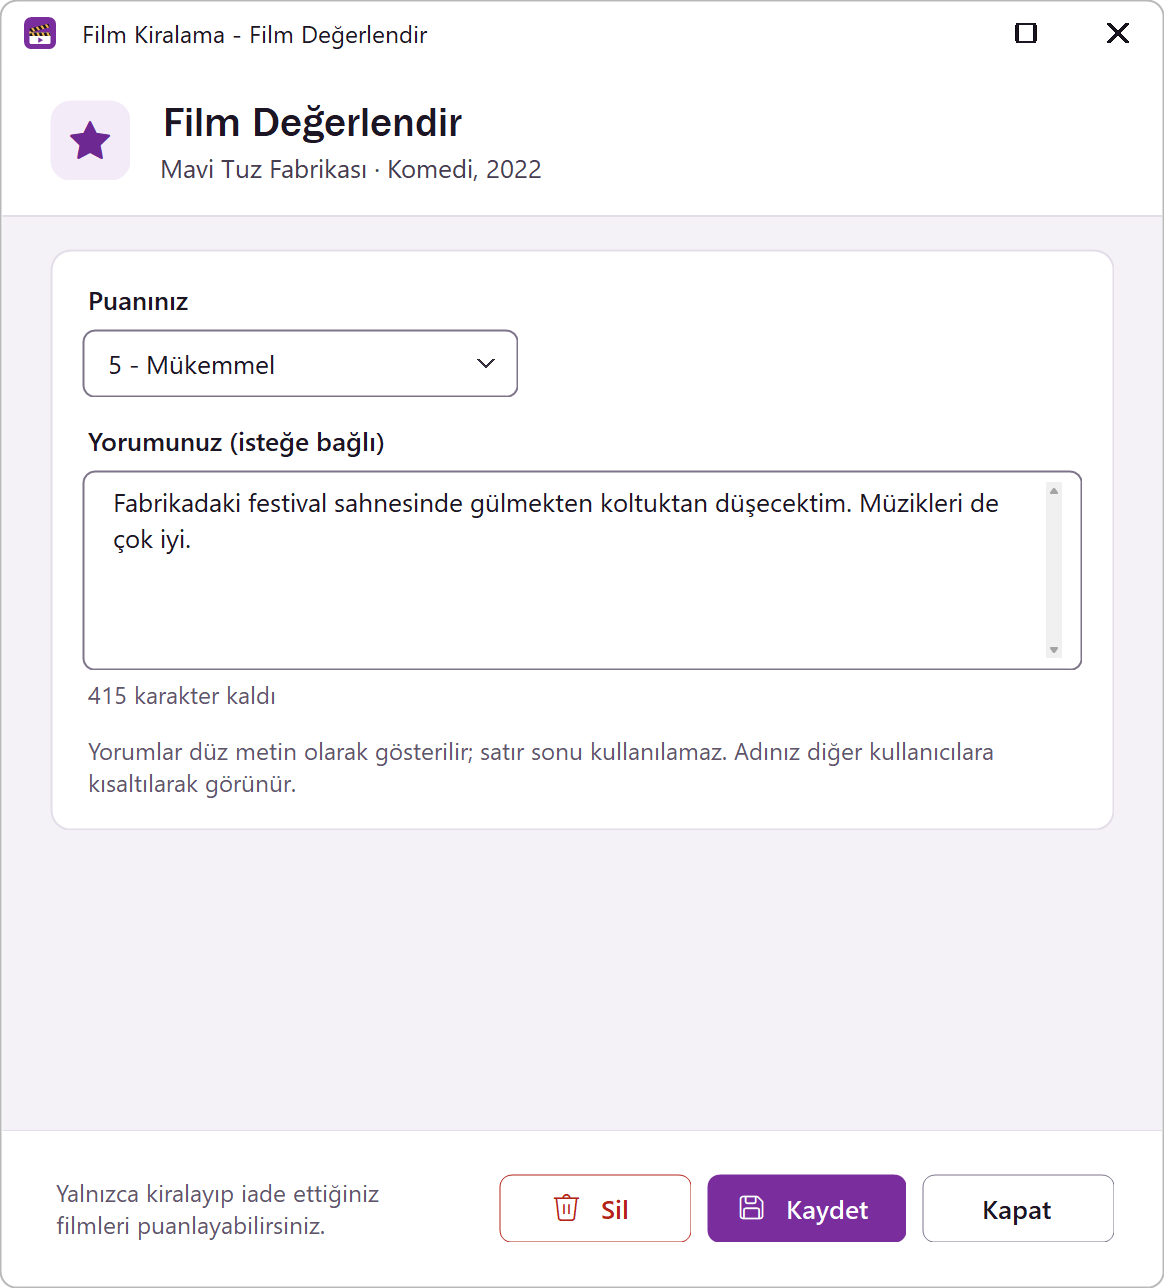 Film Kiralama - Film Değerlendir
Film Değerlendir
Mavi Tuz Fabrikası · Komedi, 2022
Puanınız
5 - Mükemmel
Yorumunuz (isteğe bağlı)
Fabrikadaki festival sahnesinde gülmekten koltuktan düşecektim. Müzikleri de
çok iyi.
415 karakter kaldı
Yorumlar düz metin olarak gösterilir; satır sonu kullanılamaz. Adınız diğer kullanıcılara
kısaltılarak görünür.
Yalnızca kiralayıp iade ettiğiniz
filmleri puanlayabilirsiniz.
Sil
Kaydet
Kapat